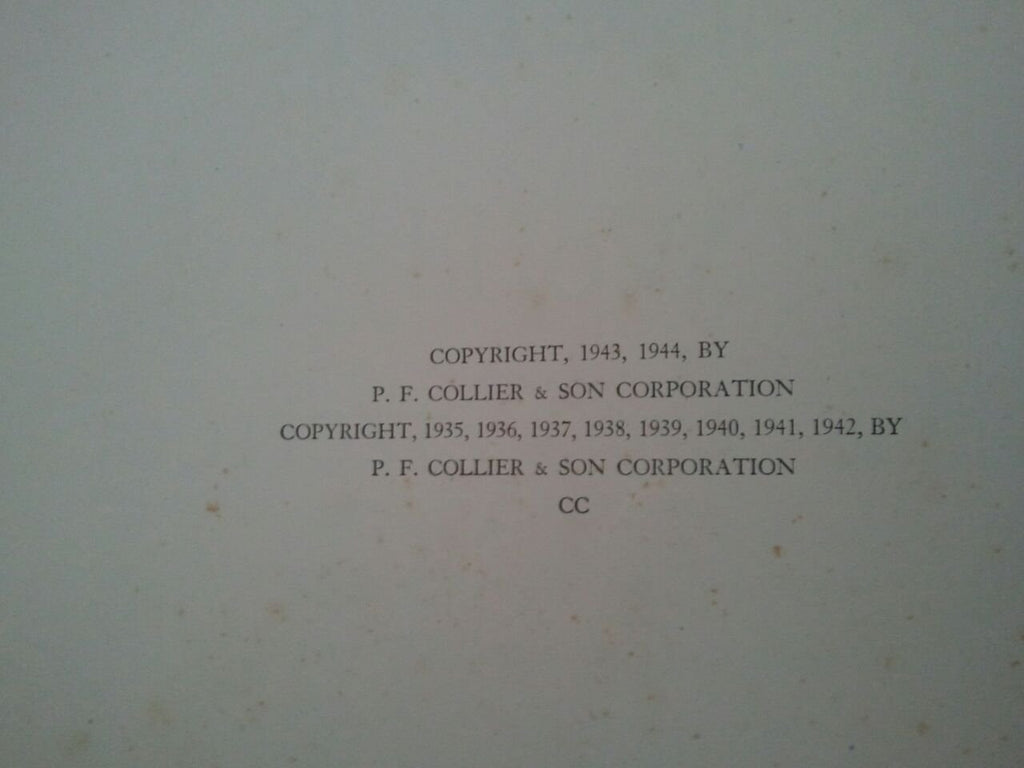 COPYRIGHT, 1943, 1944, BY
P. F. COLLIER & SON CORPORATION
COPYRIGHT, 1935, 1936, 1937, 1938, 1939, 1940, 1941, 1942, BY
P. F. COLLIER & SON CORPORATION
CC